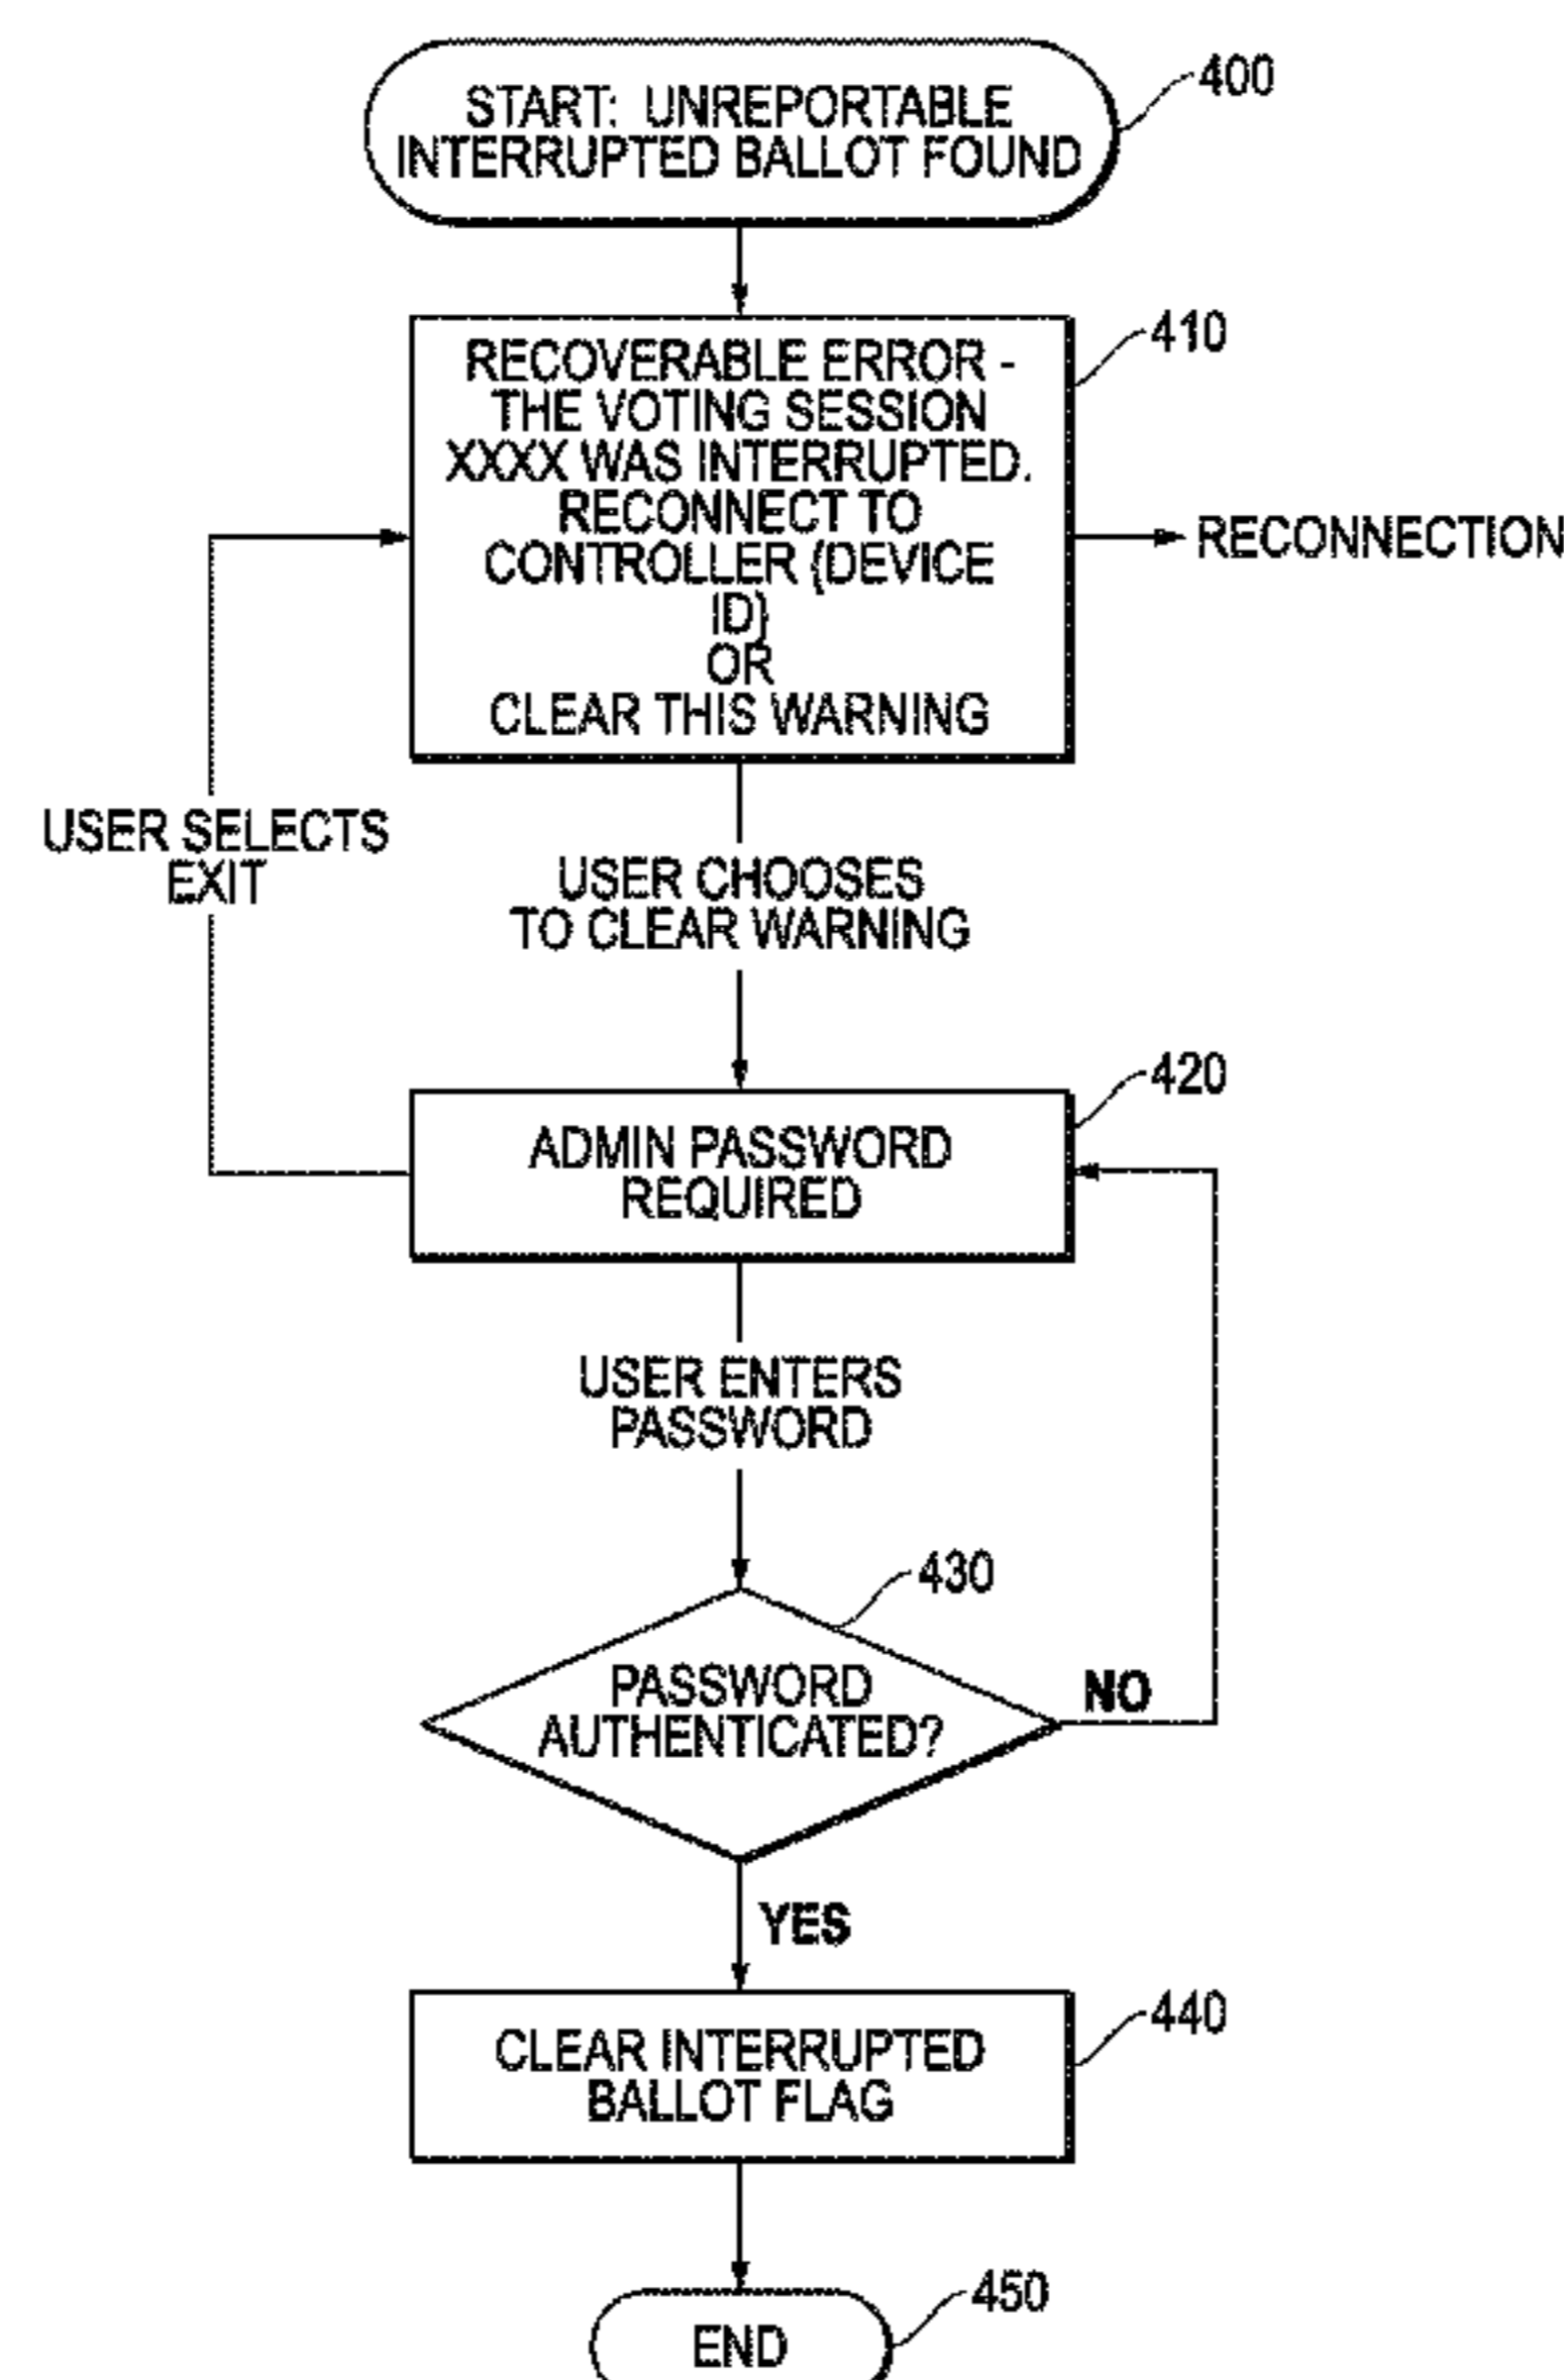 START: UNREPORTABLE
INTERRUPTED BALLOT FOUND
400
RECOVERABLE ERROR -
THE VOTING SESSION
XXXX WAS INTERRUPTED.
RECONNECT TO
CONTROLLER (DEVICE
ID)
OR
CLEAR THIS WARNING
410
RECONNECTION
USER SELECTS
EXIT
USER CHOOSES
TO CLEAR WARNING
420
ADMIN PASSWORD
REQUIRED
USER ENTERS
PASSWORD
430
PASSWORD
AUTHENTICATED?
NO
YES
440
CLEAR INTERRUPTED
BALLOT FLAG
450
END